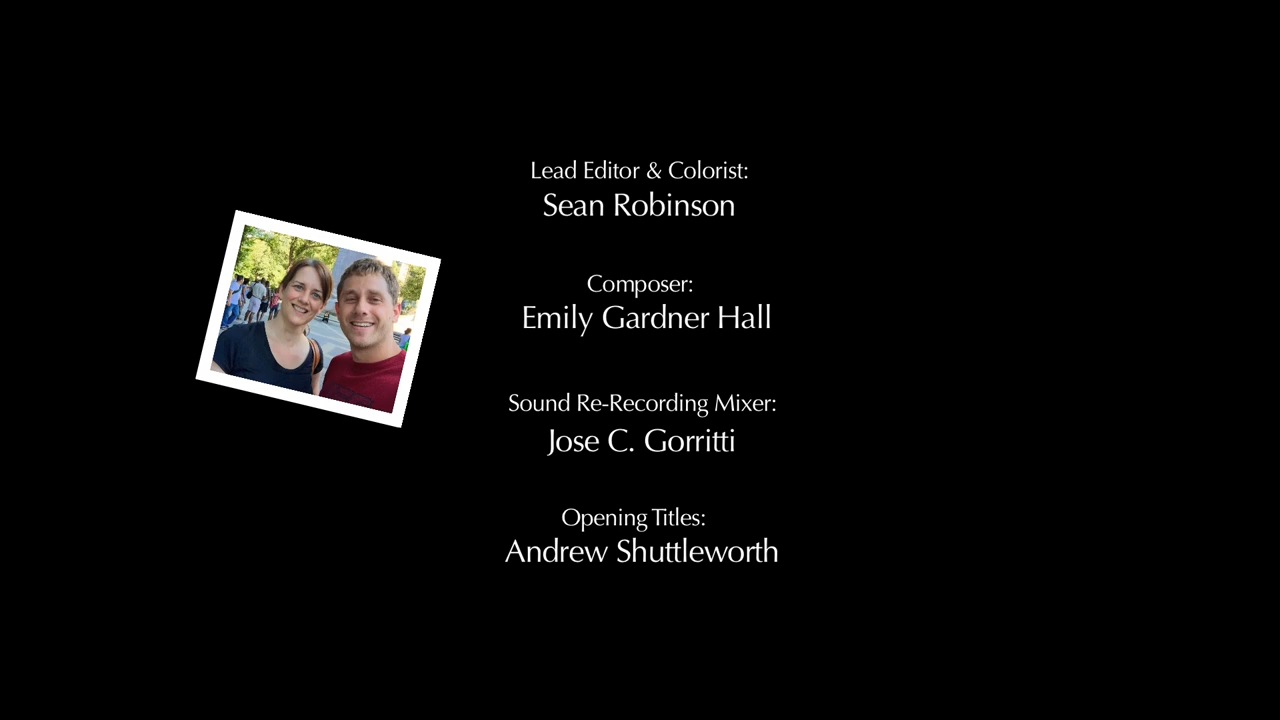 Lead Editor & Colorist:
Sean Robinson
Composer:
Emily Gardner Hall
Sound Re-Recording Mixer:
Jose C. Gorritti
Opening Titles:
Andrew Shuttleworth